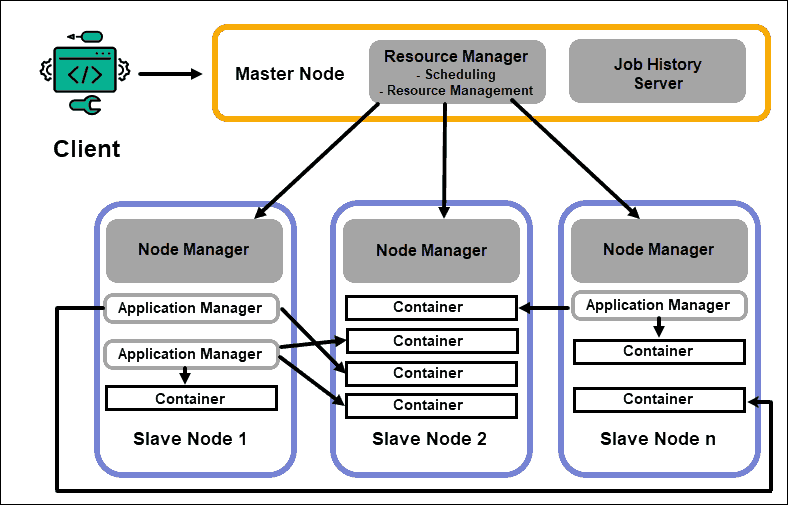 Client
Master Node
Resource Manager
- Scheduling
- Resource Management
Job History
Server
Node Manager
Application Manager
Application Manager
Container
Slave Node 1
Node Manager
Container
Container
Container
Container
Slave Node 2
Node Manager
Application Manager
Container
Container
Slave Node n